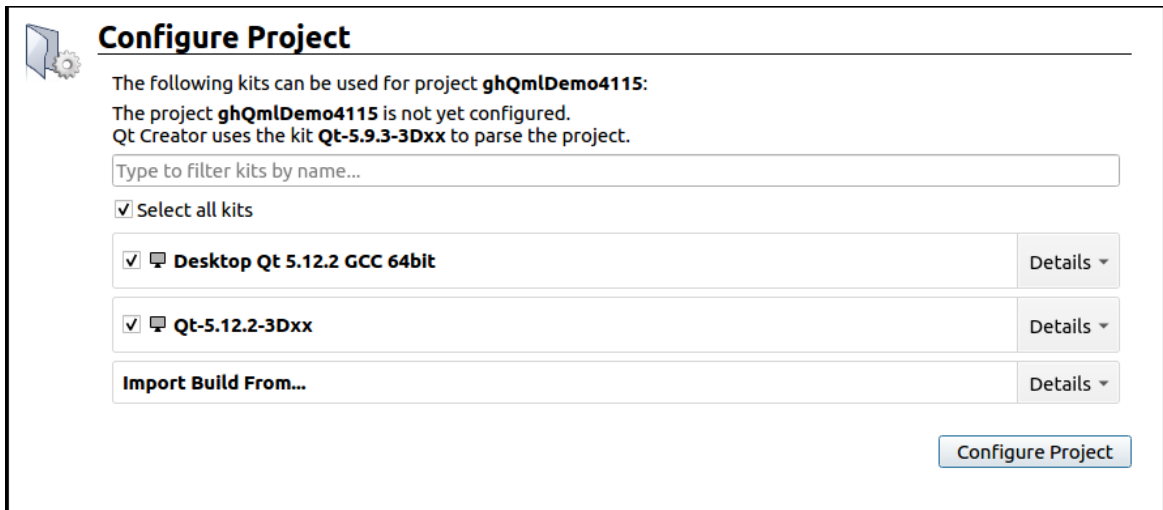 Configure Project
The following kits can be used for project ghQmlDemo4115:
The project ghQmlDemo4115 is not yet configured.
Qt Creator uses the kit Qt-5.9.3-3Dxx to parse the project.
Type to filter kits by name...
Select all kits
Desktop Qt 5.12.2 GCC 64bit Details
Qt-5.12.2-3Dxx Details
Import Build From... Details
Configure Project